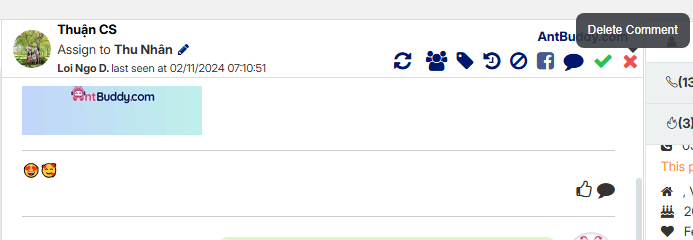 Thuận CS
Assign to Thu Nhân
Loi Ngo D. last seen at 02/11/2024 07:10:51
AntBuddy.com
Delete Comment
AntBuddy.com
(13
(3)
This p
, V
20
Fe